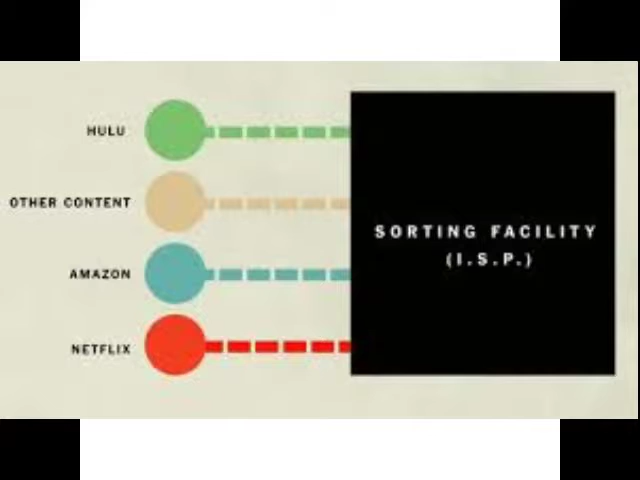 HULU
OTHER CONTENT
AMAZON
NETFLIX
SORTING FACILITY
(I.S.P.)